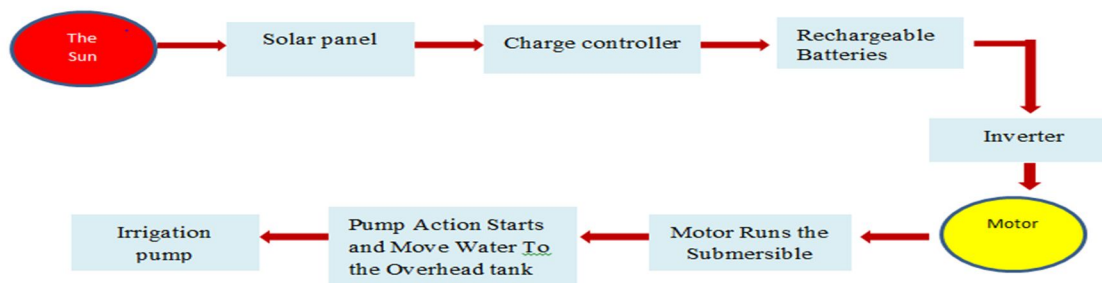 The
Sun
Solar panel
Charge controller
Rechargeable
Batteries
Inverter
Motor
Motor Runs the
Submersible
Pump Action Starts
and Move Water To
the Overhead tank
Irrigation
pump